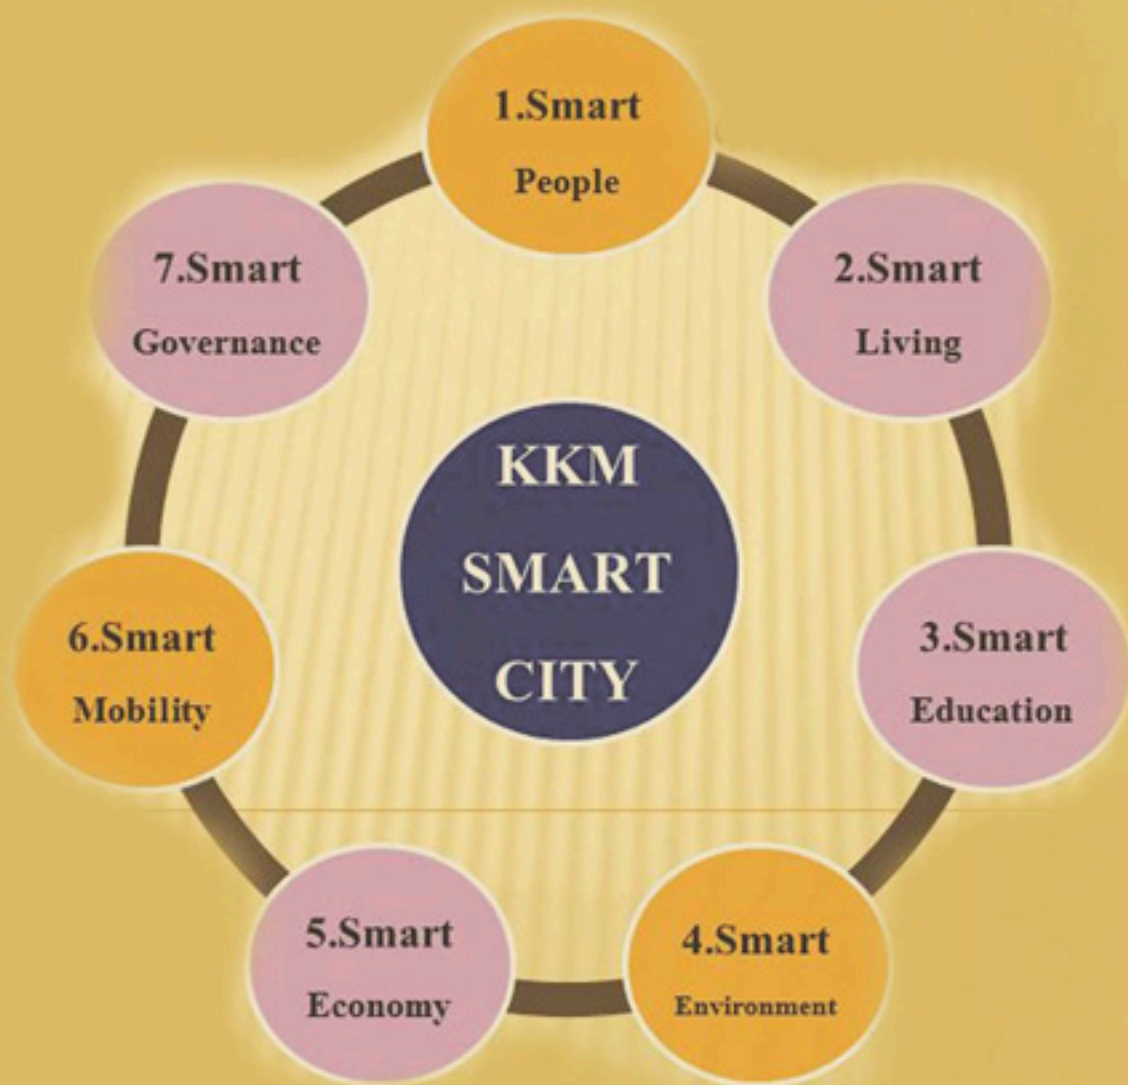 1.Smart
People
2.Smart
Living
3.Smart
Education
4.Smart
Environment
5.Smart
Economy
6.Smart
Mobility
7.Smart
Governance
KKM
SMART
CITY